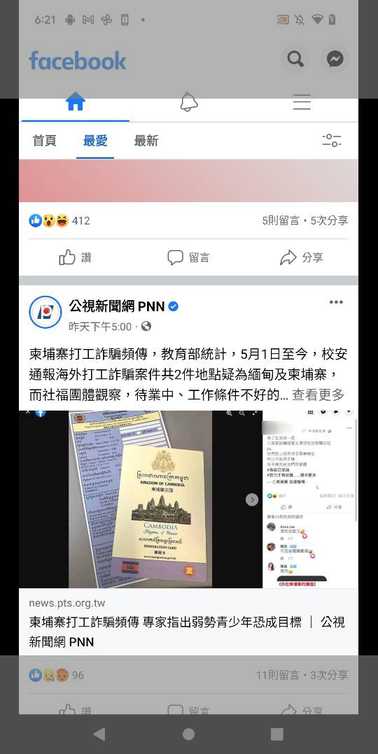 6:21
facebook
首頁
最愛
最新
412
5則留言・5次分享
讚
留言
分享
公視新聞網 PNN
昨天下午5:00 ·
柬埔寨打工詐騙頻傳，教育部統計，5月1日至今，校安
通報海外打工詐騙案件共2件地點疑為緬甸及柬埔寨，
而社福團體觀察，待業中、工作條件不好的... 查看更多
KINGDOM OF CAMBODIA
CAMBODIA
news.pts.org.tw
柬埔寨打工詐騙頻傳 專家指出弱勢青少年恐成目標 ｜ 公視
新聞網 PNN
96
11則留言・3次分享
讚
留言
分享